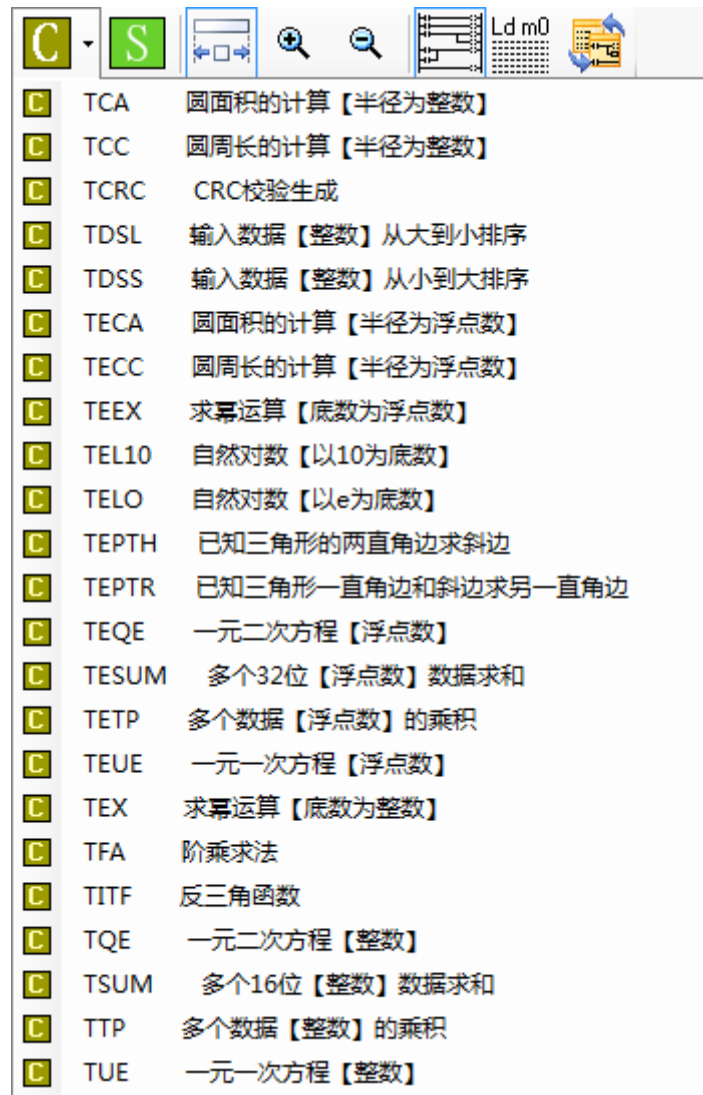 C S Ld m0
C TCA 圆面积的计算【半径为整数】
C TCC 圆周长的计算【半径为整数】
C TCRC CRC校验生成
C TDSL 输入数据【整数】从大到小排序
C TDSS 输入数据【整数】从小到大排序
C TECA 圆面积的计算【半径为浮点数】
C TECC 圆周长的计算【半径为浮点数】
C TEEX 求幂运算【底数为浮点数】
C TEL10 自然对数【以10为底数】
C TELO 自然对数【以e为底数】
C TEPTH 已知三角形的两直角边求斜边
C TEPTR 已知三角形一直角边和斜边求另一直角边
C TEQE 一元二次方程【浮点数】
C TESUM 多个32位【浮点数】数据求和
C TETP 多个数据【浮点数】的乘积
C TEUE 一元一次方程【浮点数】
C TEX 求幂运算【底数为整数】
C TFA 阶乘求法
C TITF 反三角函数
C TQE 一元二次方程【整数】
C TSUM 多个16位【整数】数据求和
C TTP 多个数据【整数】的乘积
C TUE 一元一次方程【整数】